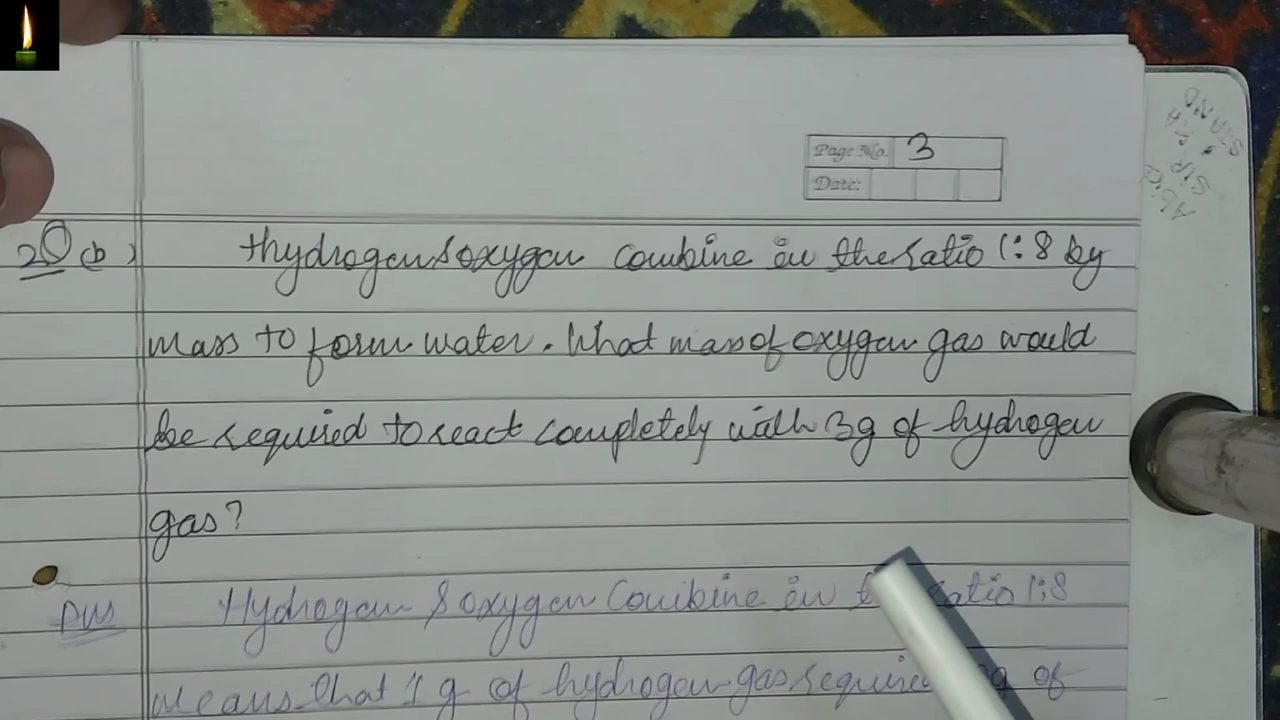 Page No. 3
Date:
2Q (b) Hydrogen & oxygen combine in the ratio 1:8 by
mass to form water. What mass of oxygen gas would
be required to react completely with 3g of hydrogen
gas?
Ans Hydrogen & oxygen combine in ratio 1:8
means that 1 g of hydrogen gas g of